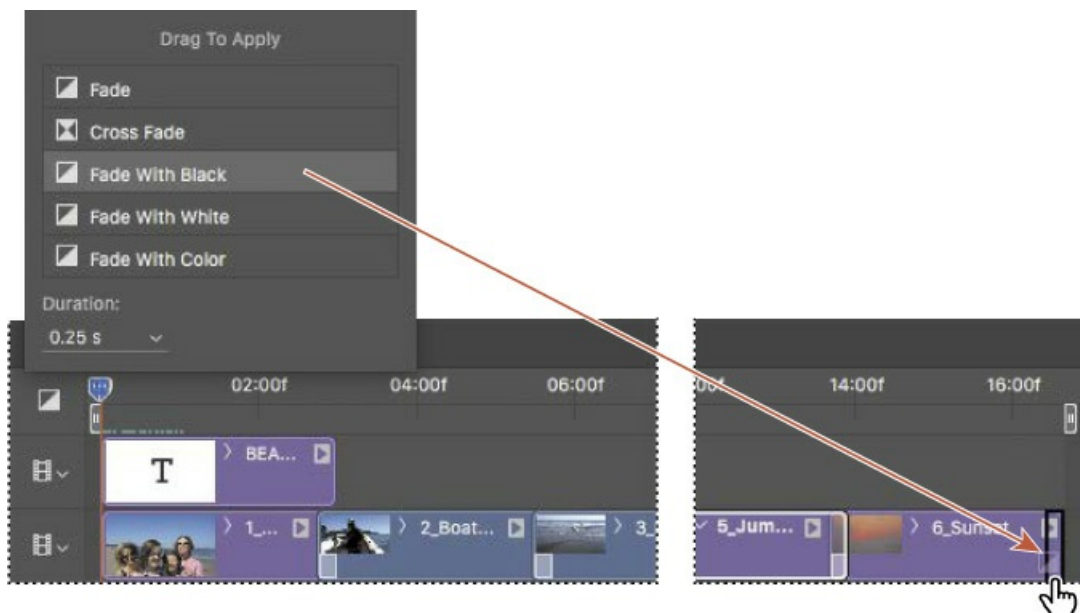 Drag To Apply
Fade
Cross Fade
Fade With Black
Fade With White
Fade With Color
Duration:
0.25 s
02:00f 04:00f 06:00f 14:00f 16:00f
T BEA...
1_... 2_Boat... 3_ 5_Jum... 6_Sunset